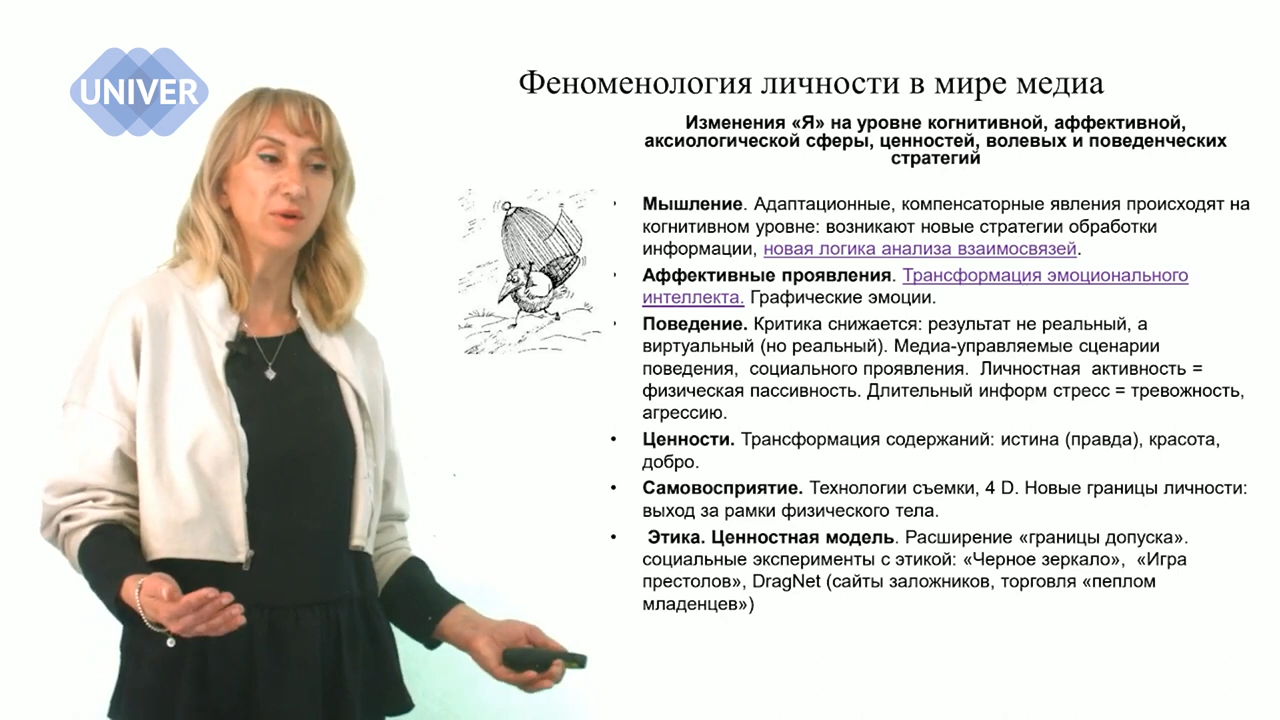 UNIVER
Феноменология личности в мире медиа
Изменения «Я» на уровне когнитивной, аффективной,
аксиологической сферы, ценностей, волевых и поведенческих
стратегий
Мышление. Адаптационные, компенсаторные явления происходят на
когнитивном уровне: возникают новые стратегии обработки
информации, новая логика анализа взаимосвязей.
Аффективные проявления. Трансформация эмоционального
интеллекта. Графические эмоции.
Поведение. Критика снижается: результат не реальный, а
виртуальный (но реальный). Медиа-управляемые сценарии
поведения, социального проявления. Личностная активность =
физическая пассивность. Длительный информ стресс = тревожность,
агрессию.
• Ценности. Трансформация содержаний: истина (правда), красота,
добро.
• Самовосприятие. Технологии съемки, 4 D. Новые границы личности:
выход за рамки физического тела.
• Этика. Ценностная модель. Расширение «границы допуска».
социальные эксперименты с этикой: «Черное зеркало», «Игра
престолов», DragNet (сайты заложников, торговля «пеплом
младенцев»)